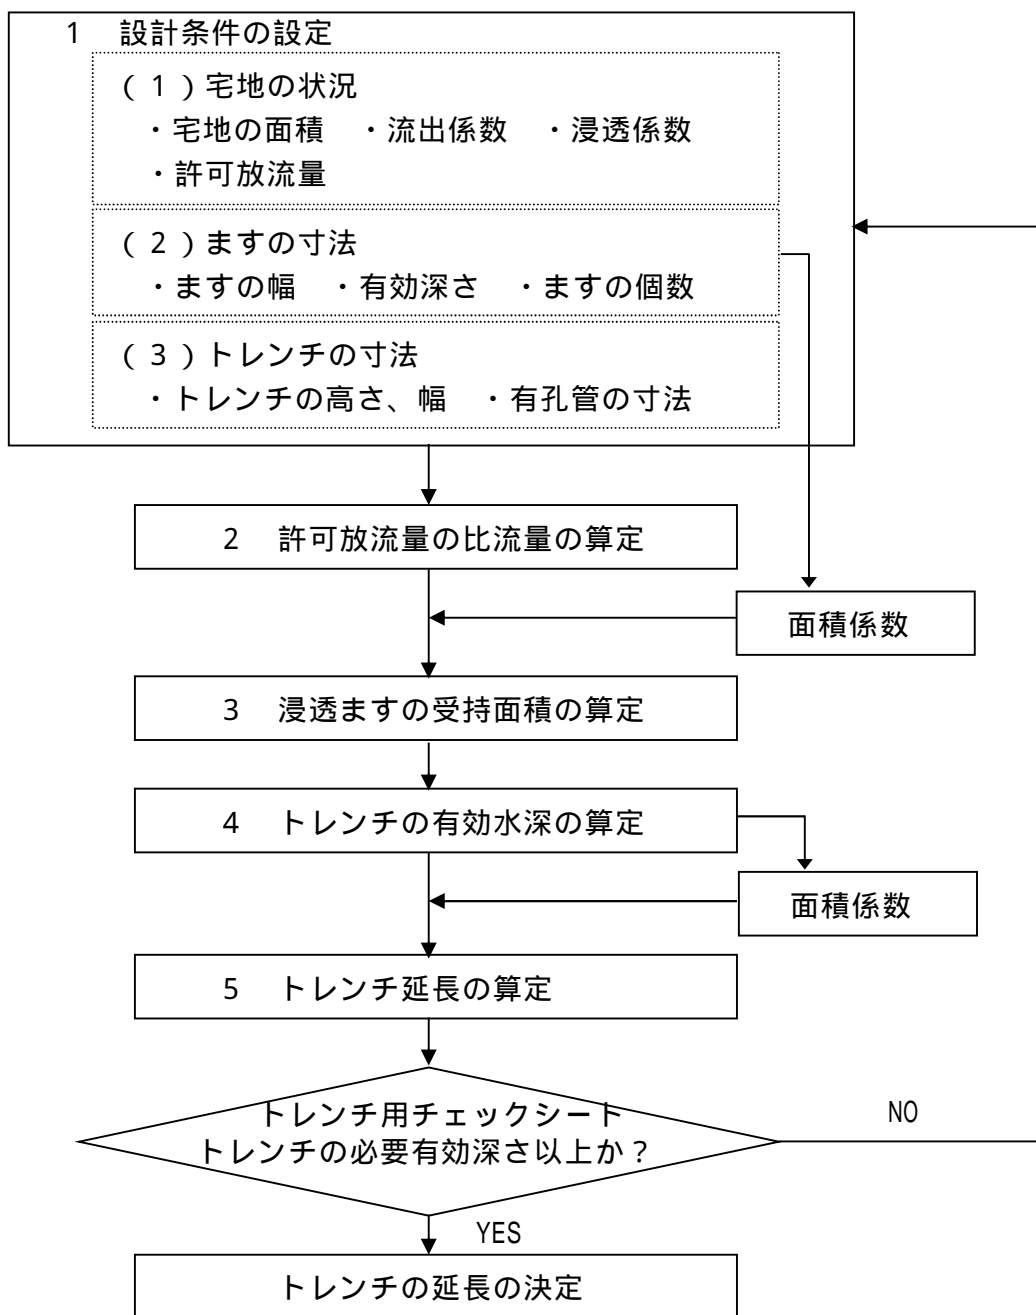 1　設計条件の設定
(1)宅地の状況
・宅地の面積　・流出係数　・浸透係数
・許可放流量
(2)ますの寸法
・ますの幅　・有効深さ　・ますの個数
(3)トレンチの寸法
・トレンチの高さ、幅　・有孔管の寸法
2　許可放流量の比流量の算定
面積係数
3　浸透ますの受持面積の算定
4　トレンチの有効水深の算定
面積係数
5　トレンチ延長の算定
トレンチ用チェックシート
トレンチの必要有効深さ以上か？
NO
YES
トレンチの延長の決定